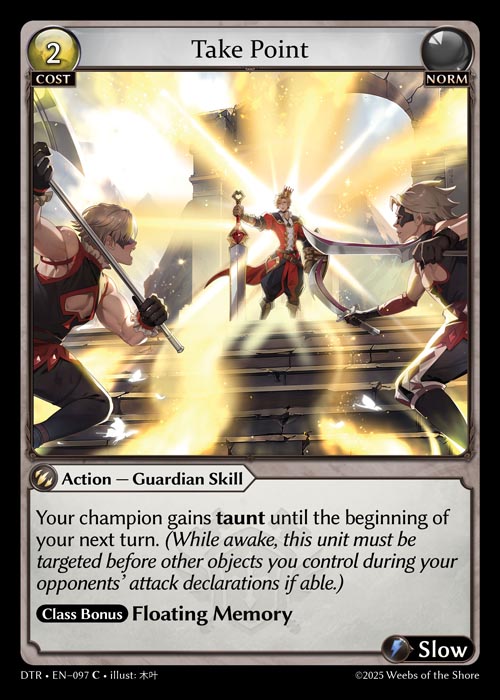 2
COST
Take Point
NORM
Action — Guardian Skill
Your champion gains taunt until the beginning of
your next turn. (While awake, this unit must be
targeted before other objects you control during your
opponents' attack declarations if able.)
Class Bonus Floating Memory
Slow
DTR • EN–097 C • illust: 木叶
©2025 Weebs of the Shore